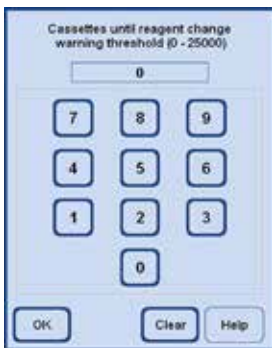 Cassettes until reagent change
warning threshold (0 - 25000)
0
7 8 9
4 5 6
1 2 3
0
OK Clear Help